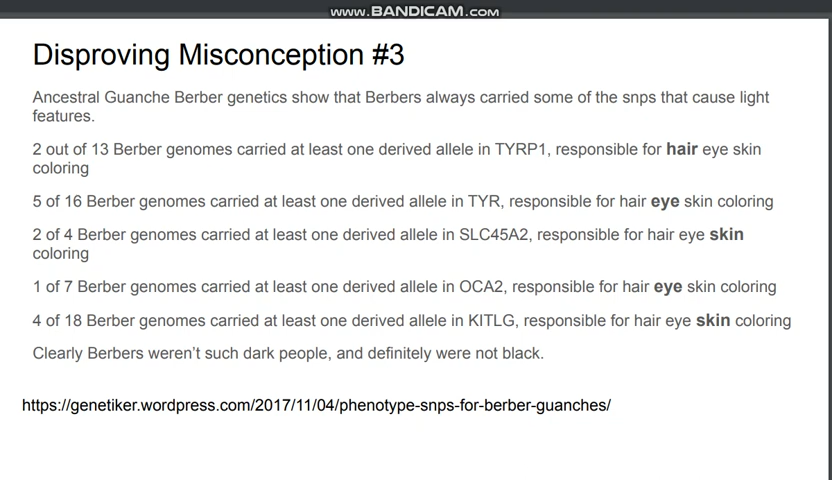 www.BANDICAM.com
Disproving Misconception #3
Ancestral Guanche Berber genetics show that Berbers always carried some of the snps that cause light
features.
2 out of 13 Berber genomes carried at least one derived allele in TYRP1, responsible for hair eye skin
coloring
5 of 16 Berber genomes carried at least one derived allele in TYR, responsible for hair eye skin coloring
2 of 4 Berber genomes carried at least one derived allele in SLC45A2, responsible for hair eye skin
coloring
1 of 7 Berber genomes carried at least one derived allele in OCA2, responsible for hair eye skin coloring
4 of 18 Berber genomes carried at least one derived allele in KITLG, responsible for hair eye skin coloring
Clearly Berbers weren't such dark people, and definitely were not black.
https://genetiker.wordpress.com/2017/11/04/phenotype-snps-for-berber-guanches/